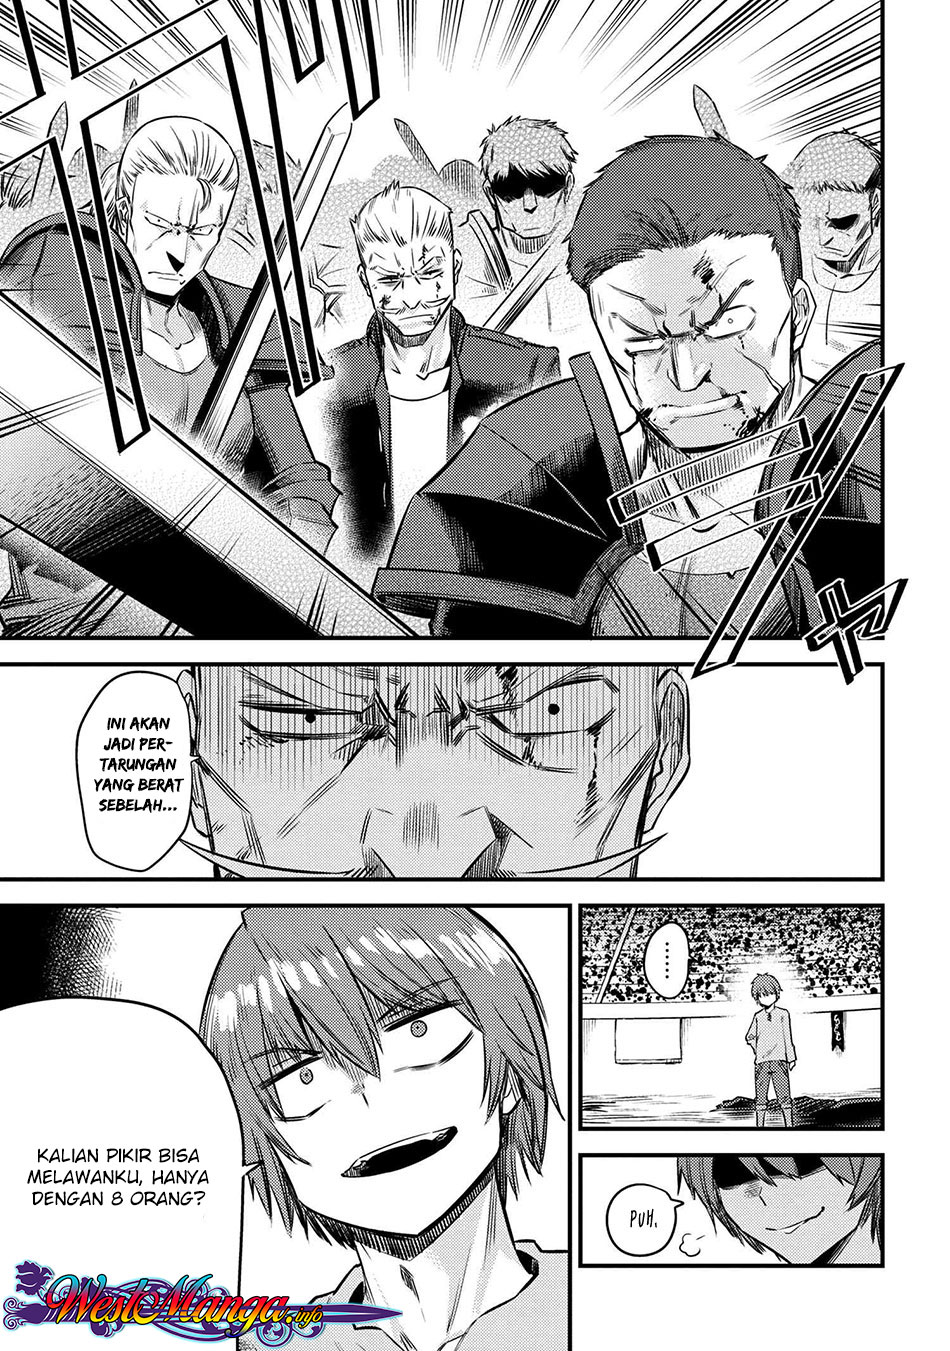 INI AKAN
JADI PER-
TARUNGAN
YANG BERAT
SEBELAH...
......
PUH.
KALIAN PIKIR BISA
MELAWANKU, HANYA
DENGAN 8 ORANG?
WestManga.info